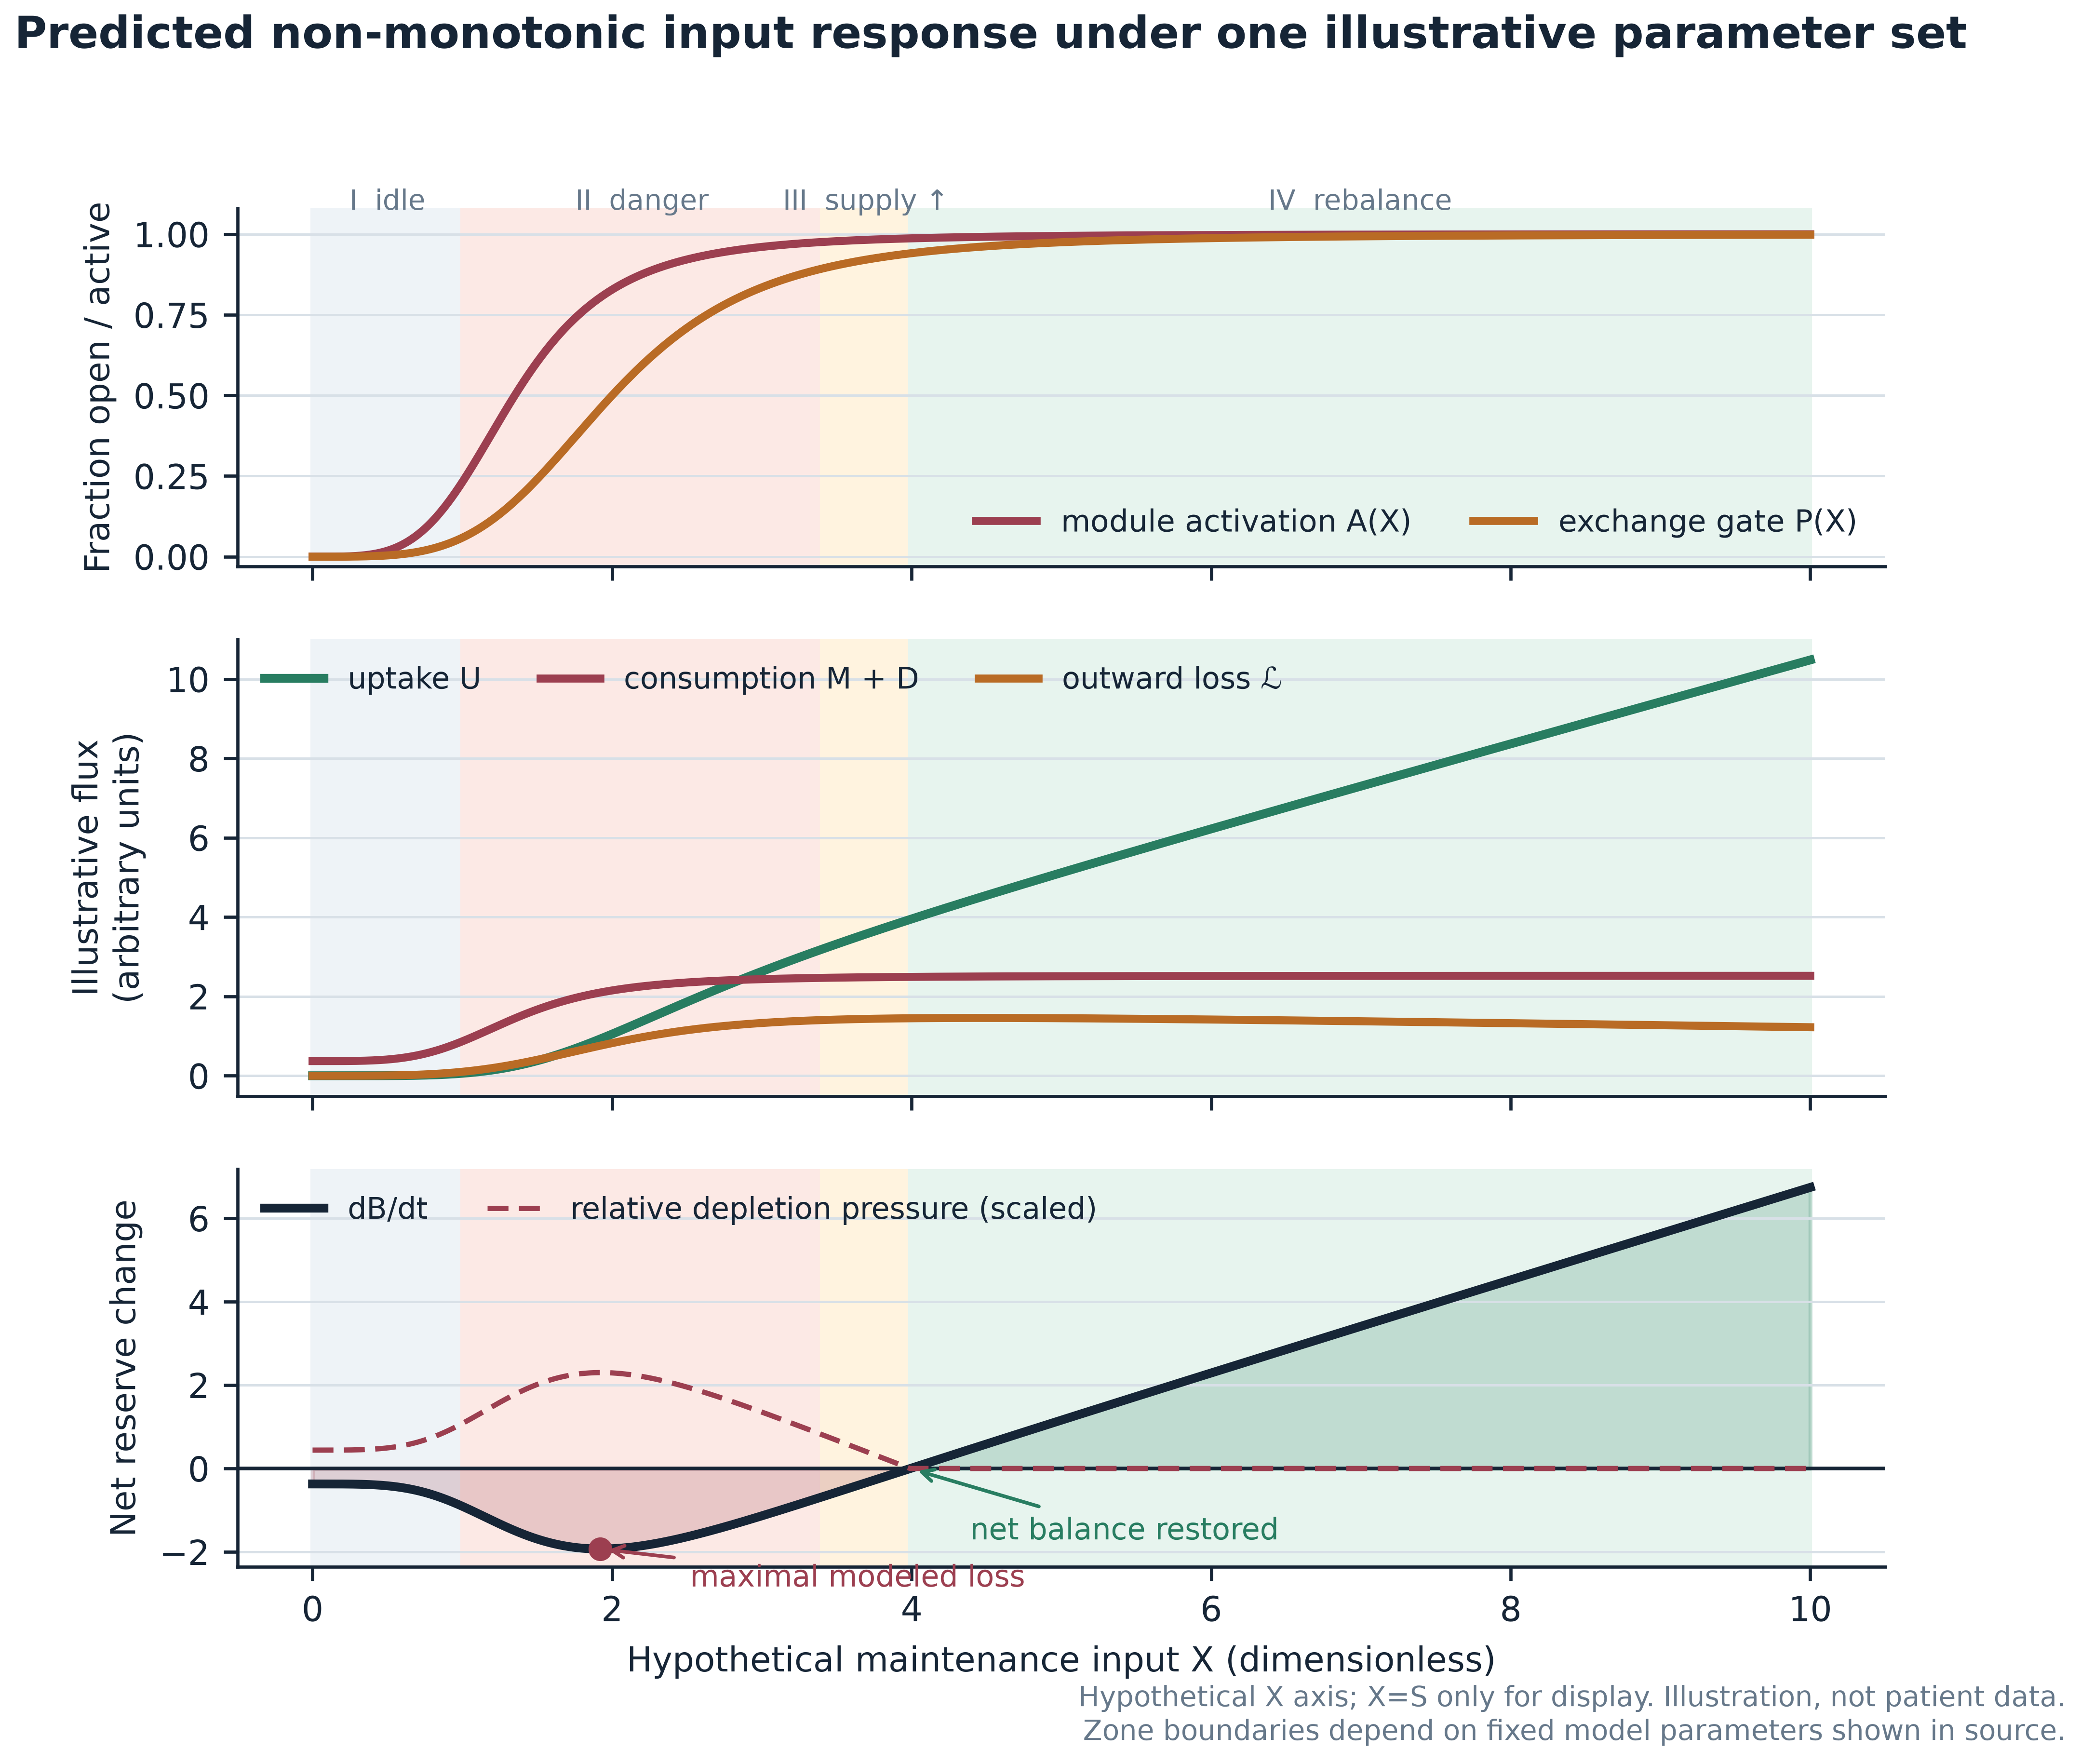 Predicted non-monotonic input response under one illustrative parameter set
I idle
II danger
III supply ↑
IV rebalance
Fraction open / active
1.00
0.75
0.50
0.25
0.00
module activation A(X)
exchange gate P(X)
Illustrative flux
(arbitrary units)
10
8
6
4
2
0
uptake U
consumption M + D
outward loss ℒ
Net reserve change
6
4
2
0
−2
dB/dt
relative depletion pressure (scaled)
net balance restored
maximal modeled loss
0
2
4
6
8
10
Hypothetical maintenance input X (dimensionless)
Hypothetical X axis; X=S only for display. Illustration, not patient data.
Zone boundaries depend on fixed model parameters shown in source.